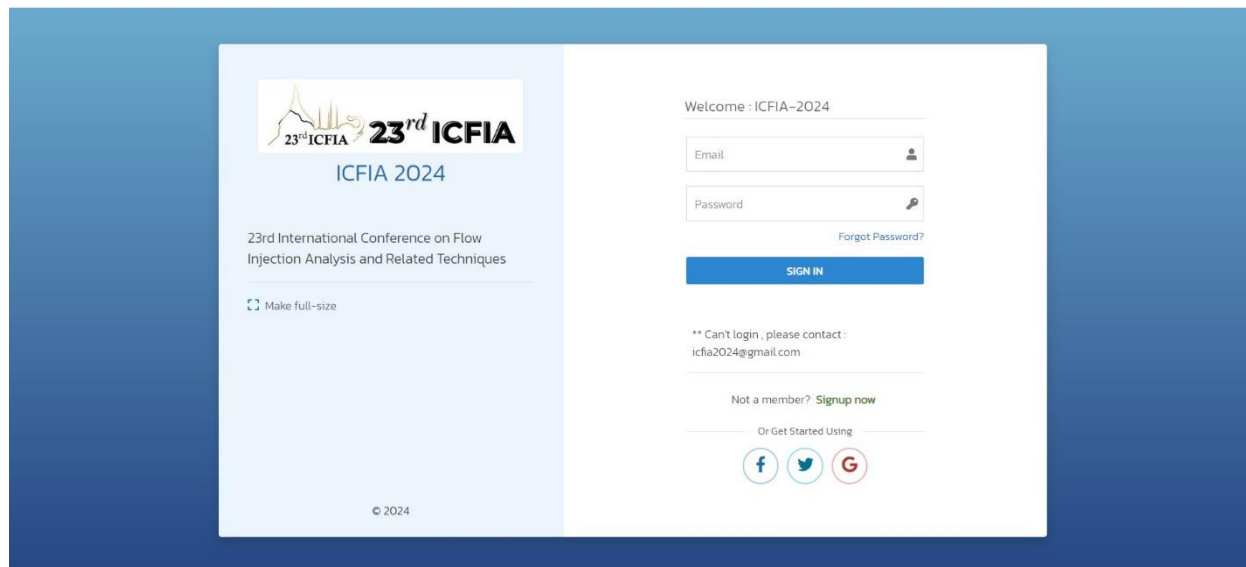 23rd ICFIA
23rd ICFIA
ICFIA 2024
23rd International Conference on Flow
Injection Analysis and Related Techniques
Make full-size
© 2024
Welcome : ICFIA-2024
Email
Password
Forgot Password?
SIGN IN
** Can't login , please contact :
icfia2024@gmail.com
Not a member? Signup now
Or Get Started Using
f
G